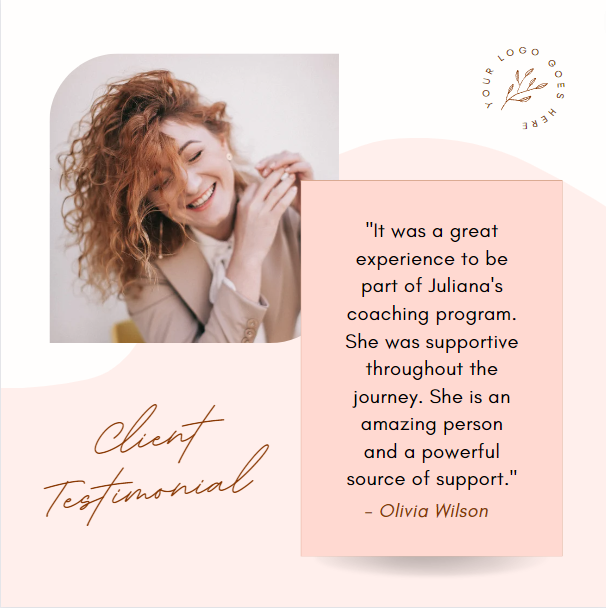 YOUR LOGO GOES HERE
"It was a great
experience to be
part of Juliana's
coaching program.
She was supportive
throughout the
journey. She is an
amazing person
and a powerful
source of support."
- Olivia Wilson
Client
Testimonial